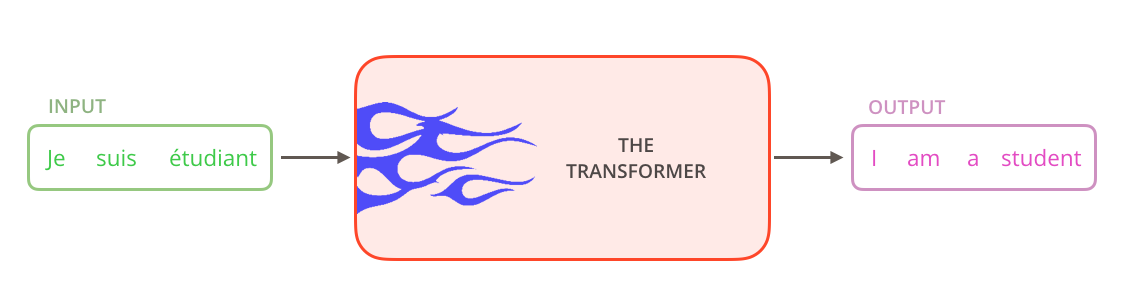 INPUT
Je suis étudiant
THE
TRANSFORMER
OUTPUT
I am a student